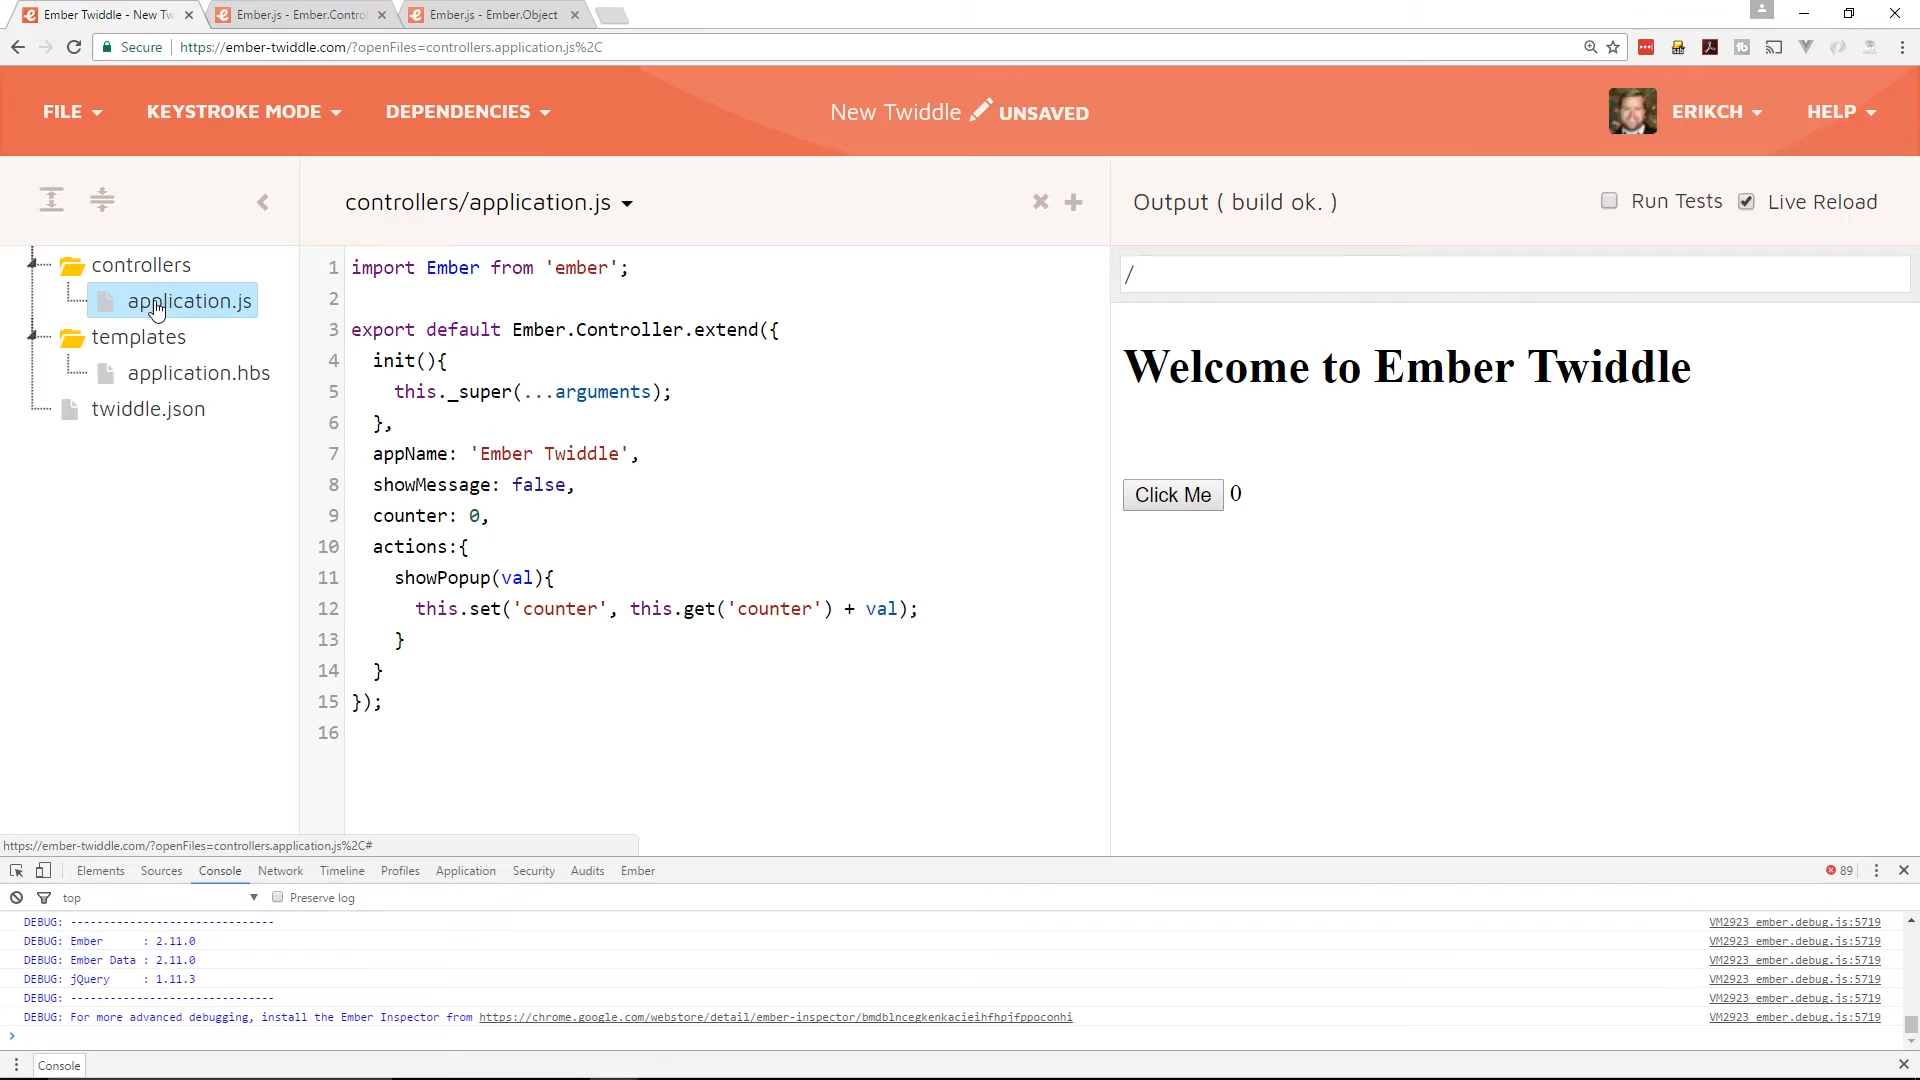 Ember Twiddle - New Tw
Ember.js - Ember.Control
Ember.js - Ember.Object
Secure
https://ember-twiddle.com/?openFiles=controllers.application.js%2C
FILE
KEYSTROKE MODE
DEPENDENCIES
New Twiddle
UNSAVED
ERIKCH
HELP
controllers/application.js
Output ( build ok. )
Run Tests
Live Reload
controllers
application.js
templates
application.hbs
twiddle.json
1 import Ember from 'ember';
2
3 export default Ember.Controller.extend({
4 init(){
5 this._super(...arguments);
6 },
7 appName: 'Ember Twiddle',
8 showMessage: false,
9 counter: 0,
10 actions:{
11 showPopup(val){
12 this.set('counter', this.get('counter') + val);
13 }
14 }
15 });
16
/
Welcome to Ember Twiddle
Click Me 0
https://ember-twiddle.com/?openFiles=controllers.application.js%2C#
Elements Sources Console Network Timeline Profiles Application Security Audits Ember
89
top
Preserve log
DEBUG: -------------------------------
VM2923 ember.debug.js:5719
DEBUG: Ember : 2.11.0
VM2923 ember.debug.js:5719
DEBUG: Ember Data : 2.11.0
VM2923 ember.debug.js:5719
DEBUG: jQuery : 1.11.3
VM2923 ember.debug.js:5719
DEBUG: -------------------------------
VM2923 ember.debug.js:5719
DEBUG: For more advanced debugging, install the Ember Inspector from https://chrome.google.com/webstore/detail/ember-inspector/bmdblncegkenkacieihfhpjfppoconhi
VM2923 ember.debug.js:5719
Console